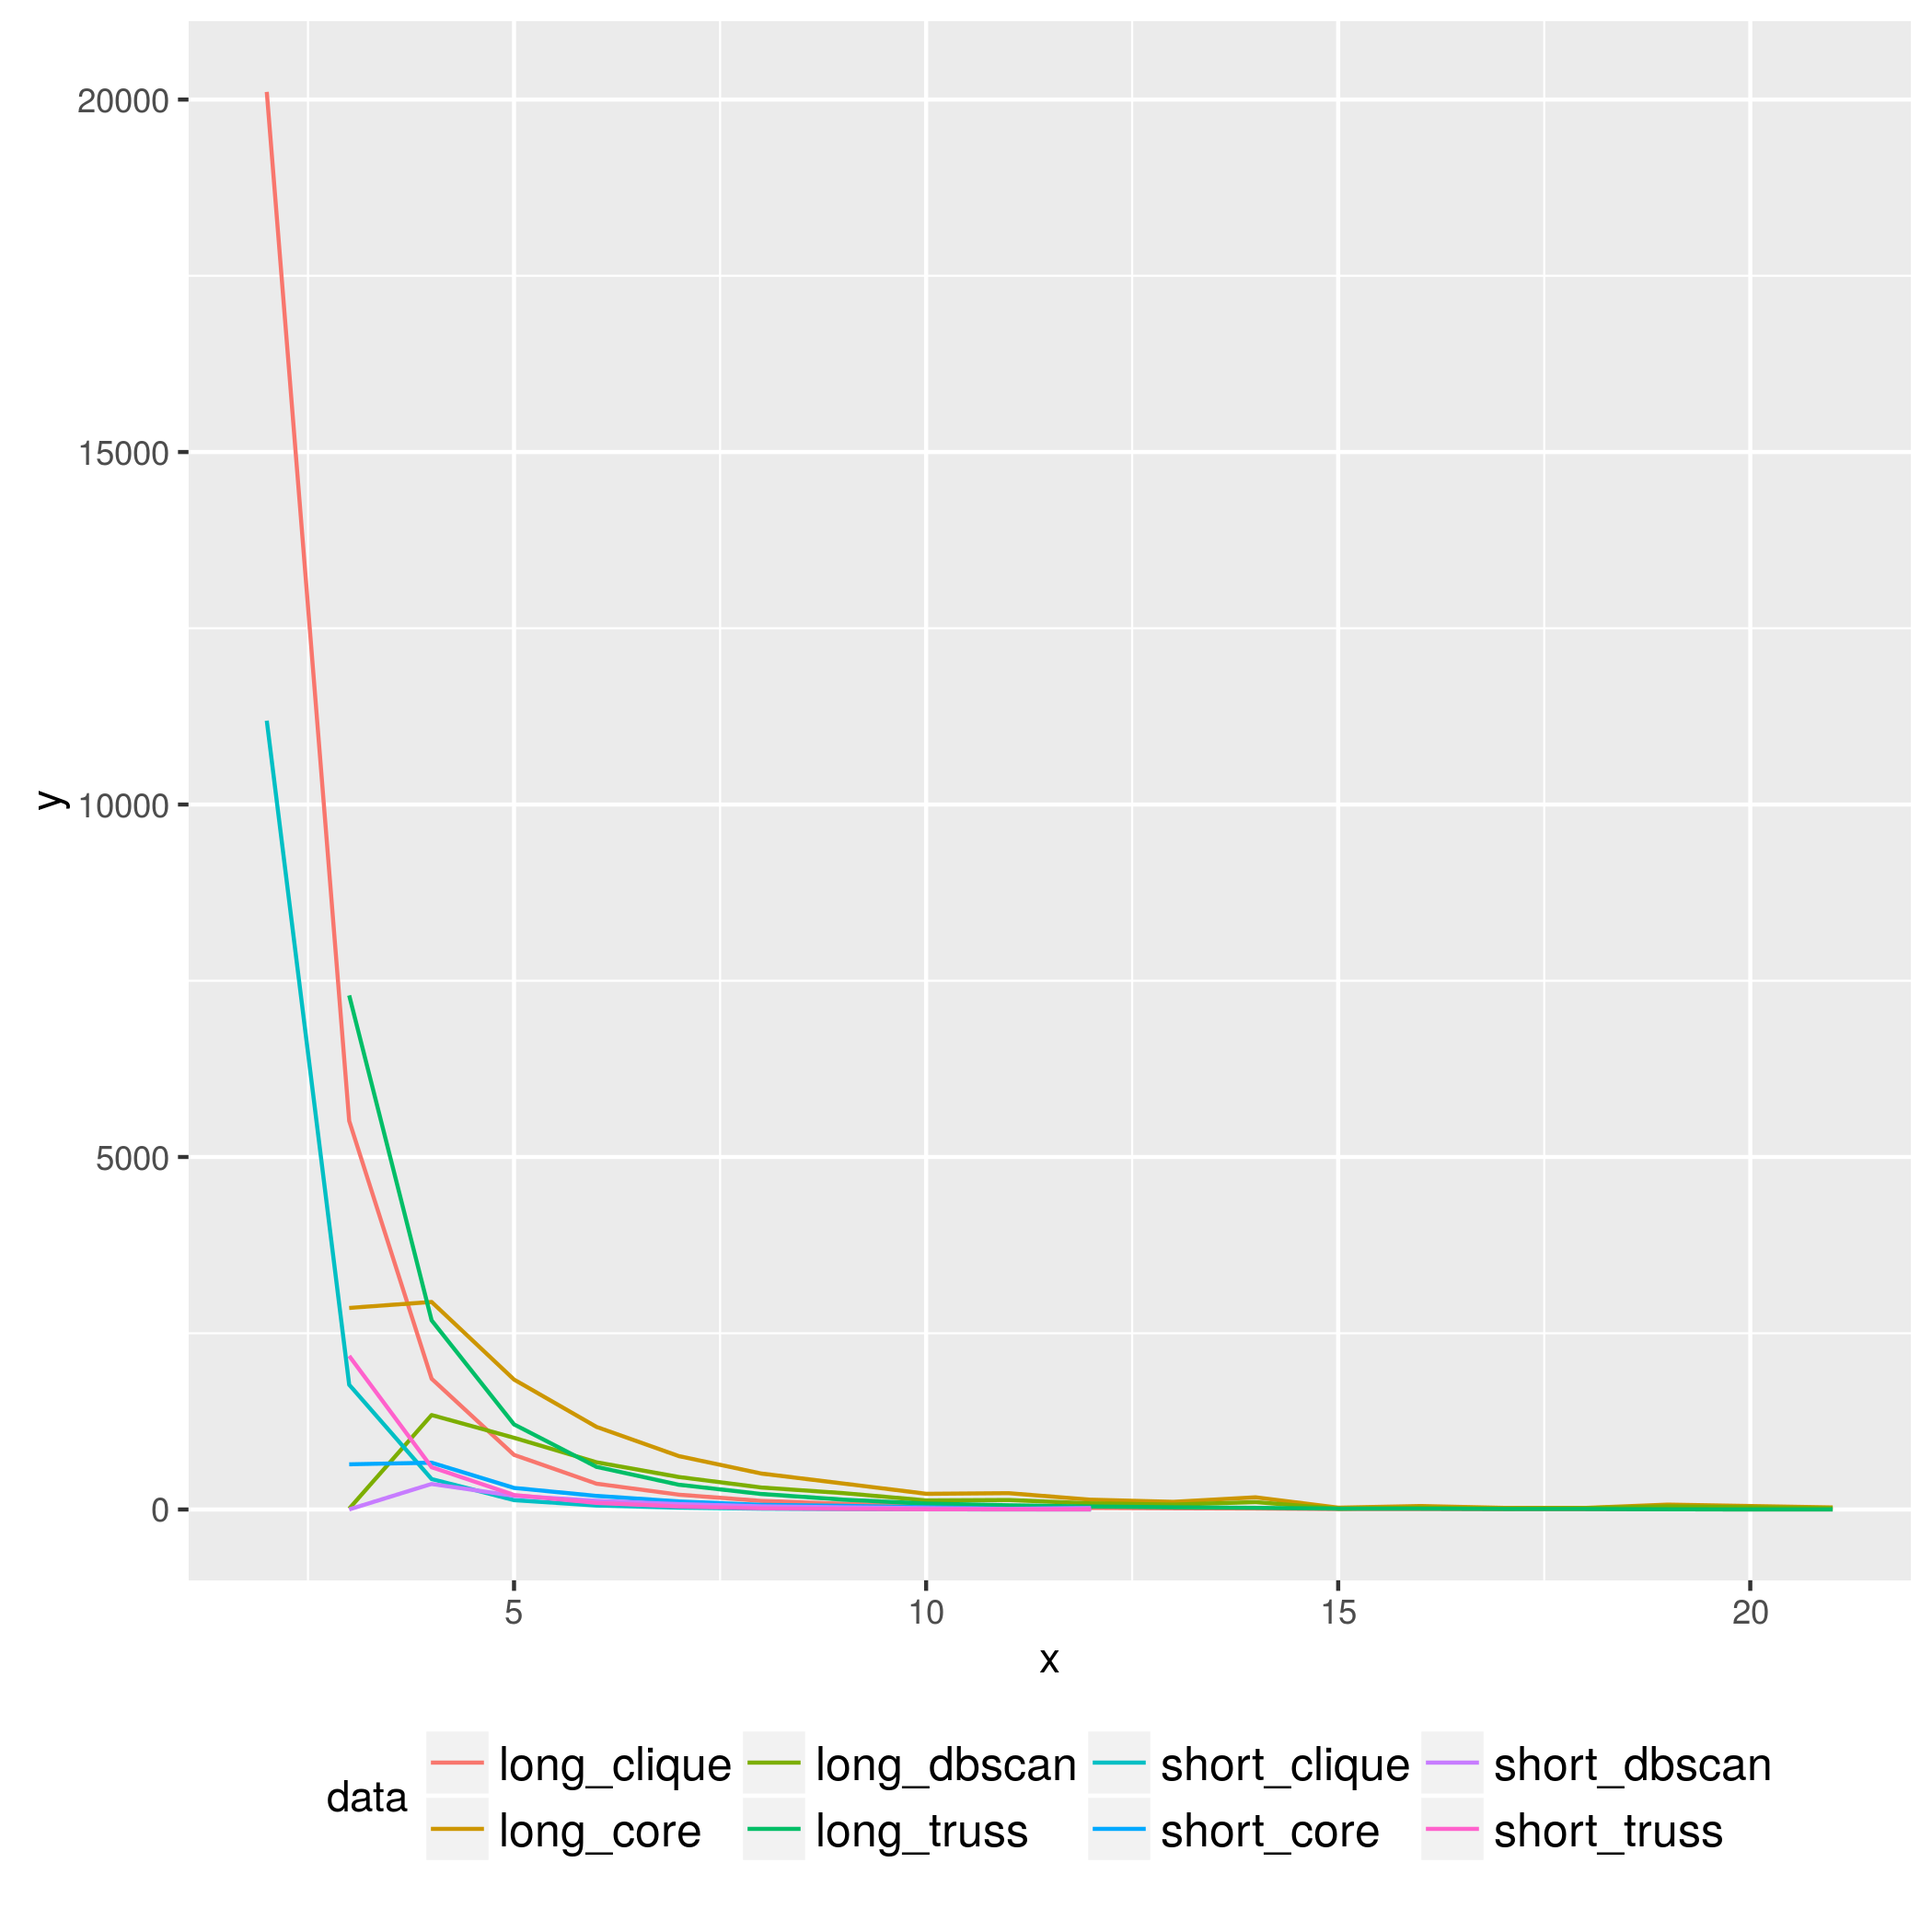 20000
15000
10000
5000
0
y
5 10 15 20
x
data
long_clique long_dbscan short_clique short_dbscan
long_core long_truss short_core short_truss